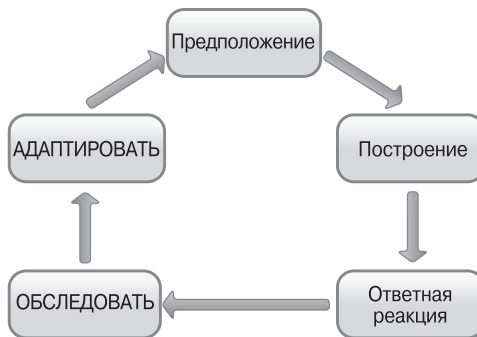 Предположение
АДАПТИРОВАТЬ
Построение
ОБСЛЕДОВАТЬ
Ответная
реакция